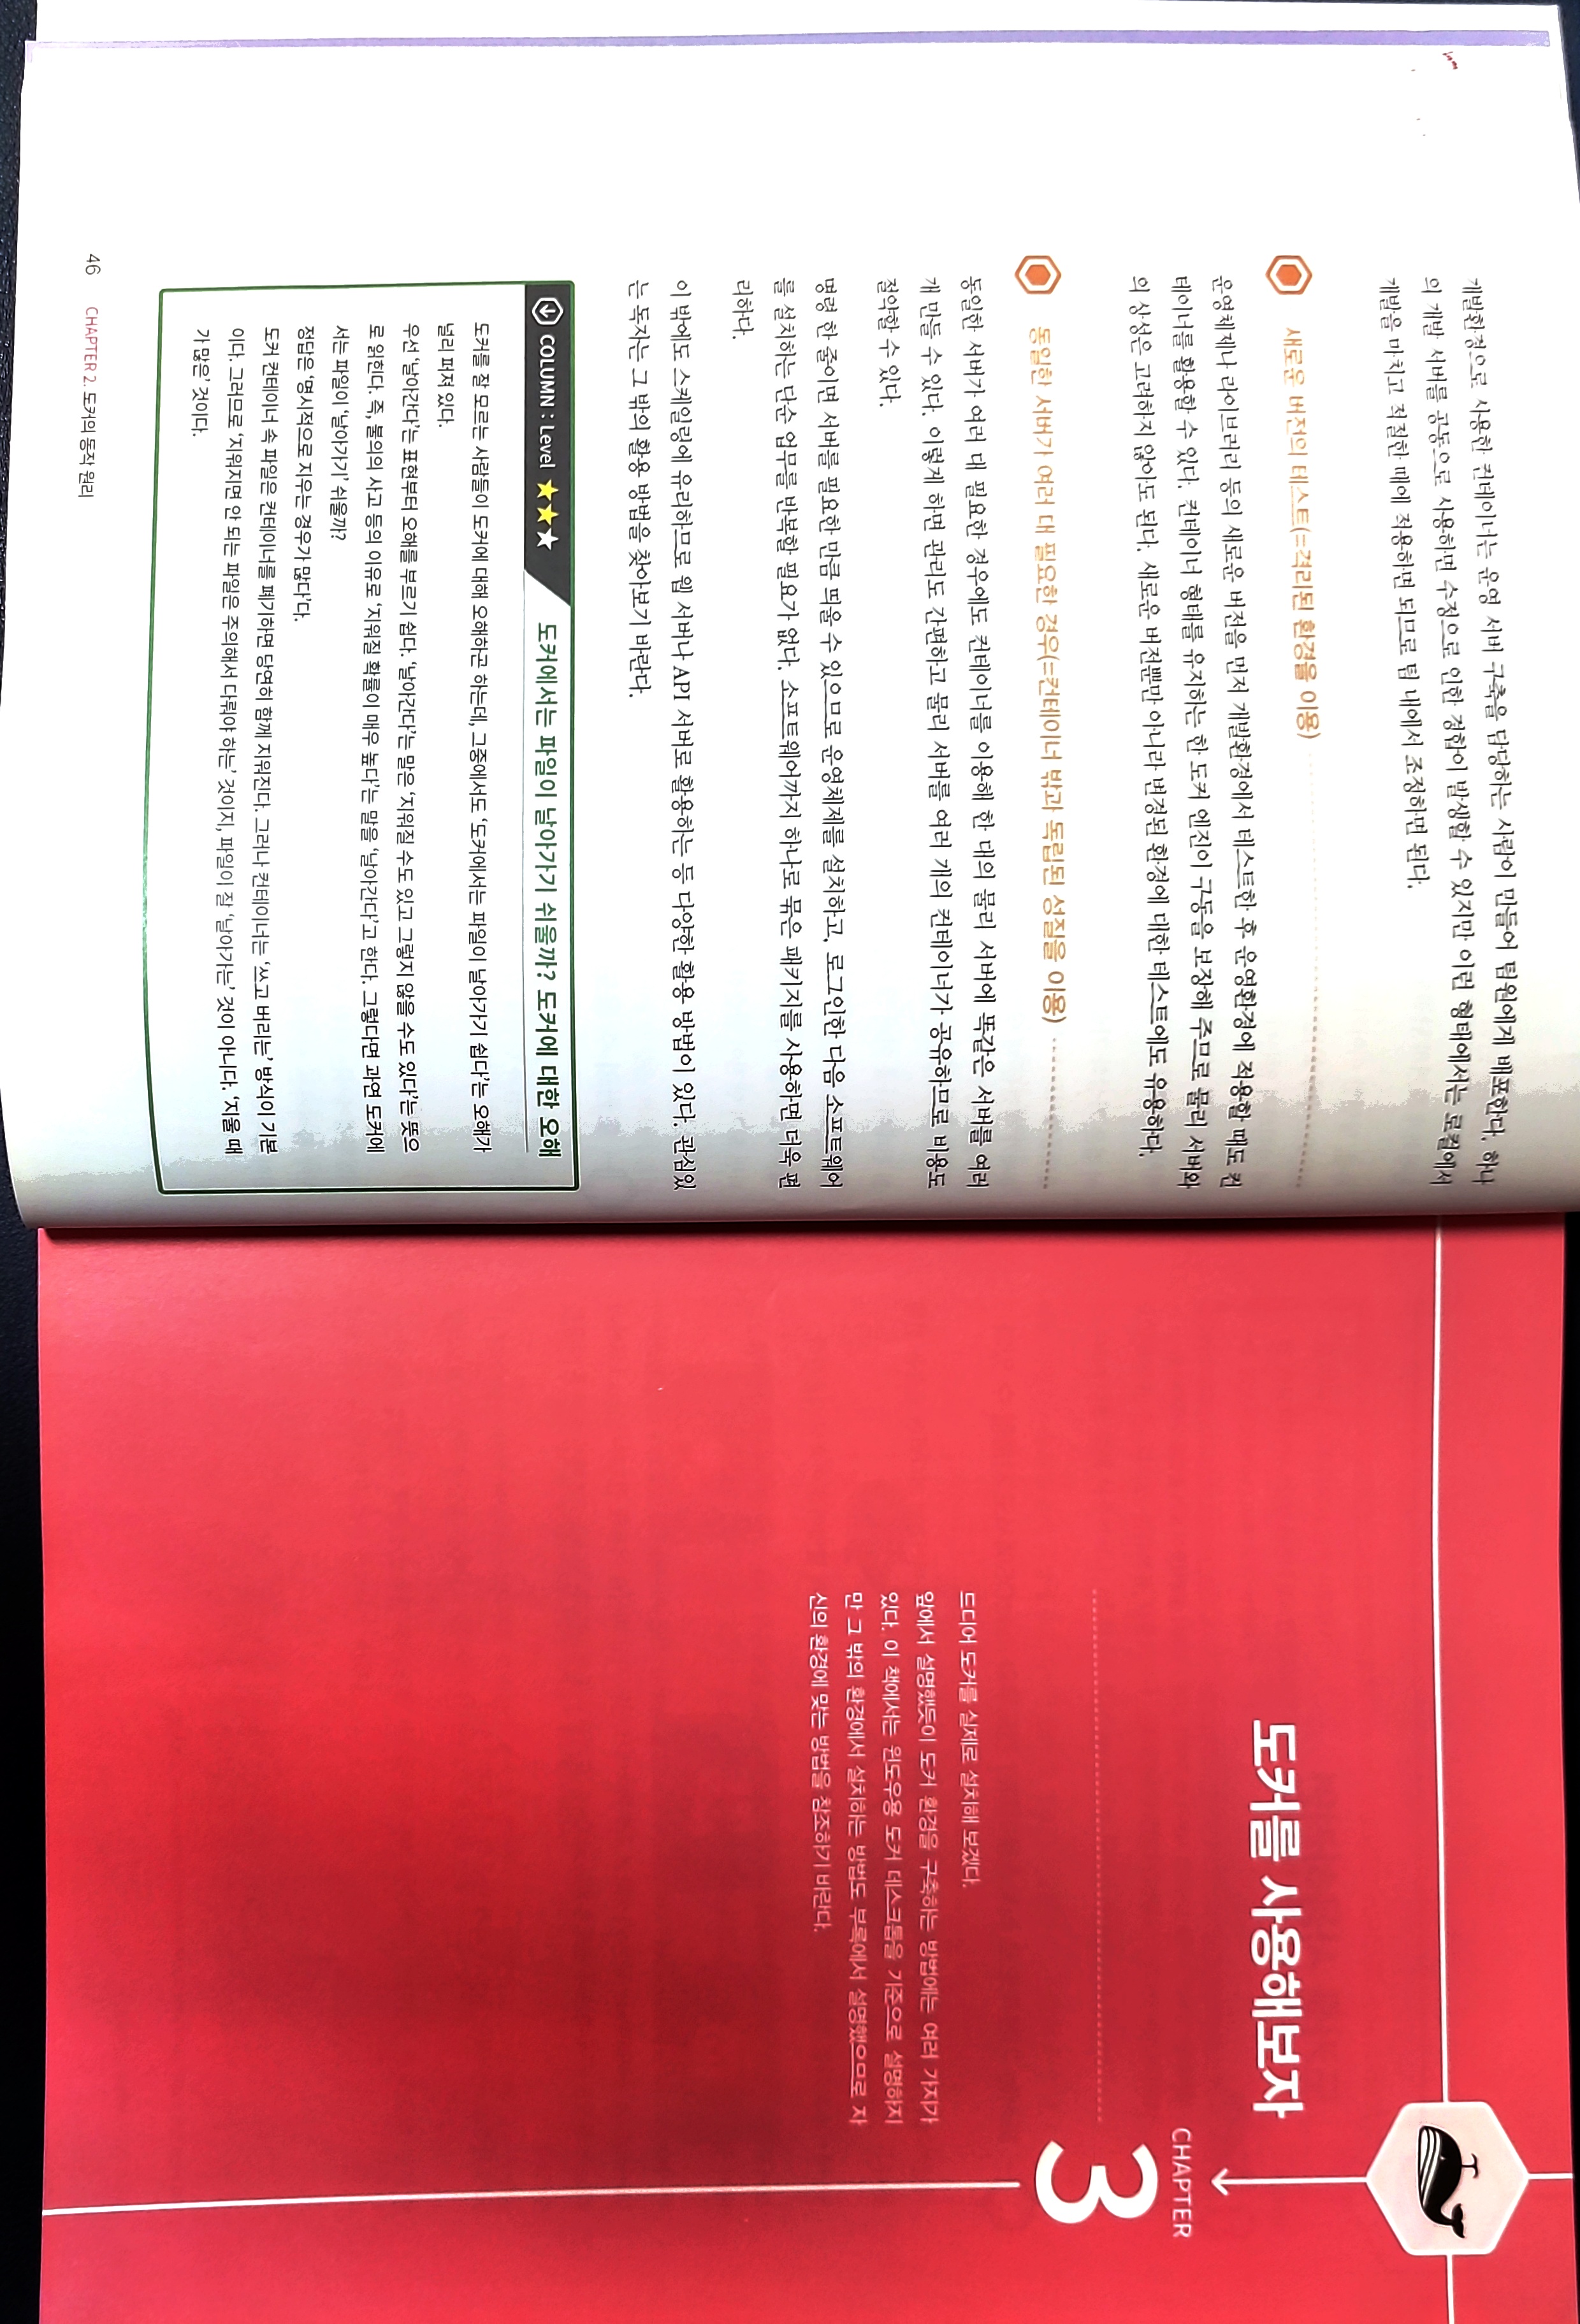 개발환경으로 사용한 컨테이너는 운영 서버 구축을 담당하는 사람이 만들어 팀원에게 배포한다. 하나
의 개발 서버를 공동으로 사용하면 수정으로 인한 경합이 발생할 수 있지만 이런 형태에서는 로컬에서
개발을 마치고 적절한 때에 적용하면 되므로 팀 내에서 조정하면 된다.
새로운 버전의 테스트(=격리된 환경을 이용)
운영체제나 라이브러리 등의 새로운 버전을 먼저 개발환경에서 테스트한 후 운영환경에 적용할 때도 컨
테이너를 활용할 수 있다. 컨테이너 형태를 유지하는 한 도커 엔진이 구동을 보장해 주므로 물리 서버와
의 상성은 고려하지 않아도 된다. 새로운 버전뿐만 아니라 변경된 환경에 대한 테스트에도 유용하다.
동일한 서버가 여러 대 필요한 경우(=컨테이너 밖과 독립된 성질을 이용)
동일한 서버가 여러 대 필요한 경우에도 컨테이너를 이용해 한 대의 물리 서버에 똑같은 서버를 여러
개 만들 수 있다. 이렇게 하면 관리도 간편하고 물리 서버를 여러 개의 컨테이너가 공유하므로 비용도
절약할 수 있다.
명령 한 줄이면 서버를 필요한 만큼 띄울 수 있으므로 운영체제를 설치하고, 로그인한 다음 소프트웨어
를 설치하는 단순 업무를 반복할 필요가 없다. 소프트웨어까지 하나로 묶은 패키지를 사용하면 더욱 편
리하다.
이 밖에도 스케일링에 유리하므로 웹 서버나 API 서버로 활용하는 등 다양한 활용 방법이 있다. 관심있
는 독자는 그 밖의 활용 방법을 찾아보기 바란다.
COLUMN : Level ★★★ 도커에서는 파일이 날아가기 쉬울까? 도커에 대한 오해
도커를 잘 모르는 사람들이 도커에 대해 오해하곤 하는데, 그중에서도 ‘도커에서는 파일이 날아가기 쉽다’는 오해가
널리 퍼져 있다.
우선 ‘날아간다’는 표현부터 오해를 부르기 쉽다. ‘날아간다’는 말은 ‘지워질 수도 있고 그렇지 않을 수도 있다’는 뜻으
로 읽힌다. 즉, 불의의 사고 등의 이유로 ‘지워질 확률이 매우 높다’는 말을 ‘날아간다’고 한다. 그렇다면 과연 도커에
서는 파일이 ‘날아가기’ 쉬울까?
정답은 ‘명시적으로 지우는 경우가 많다’다.
도커 컨테이너 속 파일은 컨테이너를 폐기하면 당연히 함께 지워진다. 그러나 컨테이너는 ‘쓰고 버리는’ 방식이 기본
이다. 그러므로 ‘지워지면 안 되는 파일은 주의해서 다뤄야 하는’ 것이지, 파일이 잘 ‘날아가는’ 것이 아니다. ‘지울 때
가 많은’ 것이다.
46 CHAPTER 2. 도커의 동작 원리
도커를 사용해보자
CHAPTER
3
드디어 도커를 실제로 설치해 보겠다.
앞에서 설명했듯이 도커 환경을 구축하는 방법에는 여러 가지가
있다. 이 책에서는 윈도우용 도커 데스크톱을 기준으로 설명하지
만 그 밖의 환경에서 설치하는 방법도 부록에서 설명했으므로 자
신의 환경에 맞는 방법을 참조하기 바란다.